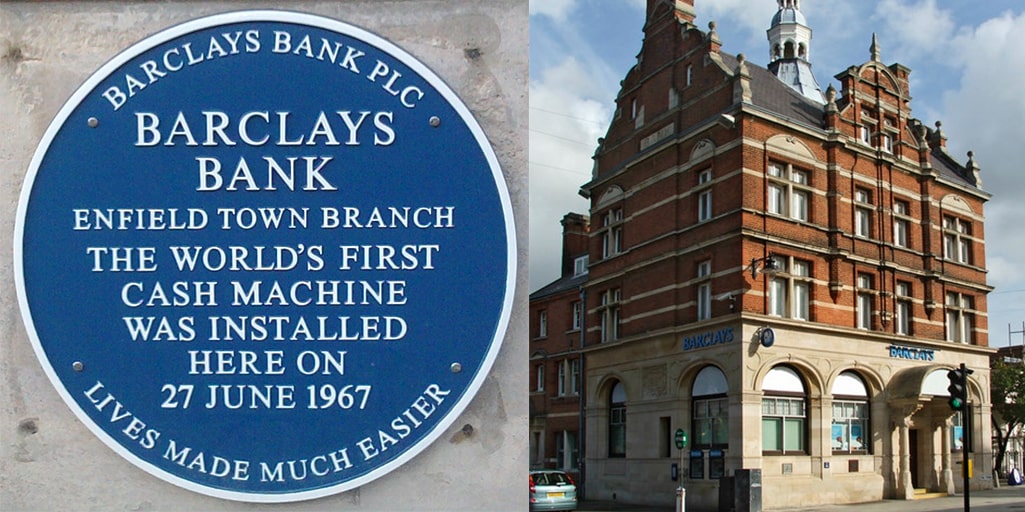 BARCLAYS BANK PLC
BARCLAYS
BANK
ENFIELD TOWN BRANCH
THE WORLD'S FIRST
CASH MACHINE
WAS INSTALLED
HERE ON
27 JUNE 1967
LIVES MADE MUCH EASIER
BARCLAYS
BARCLAYS